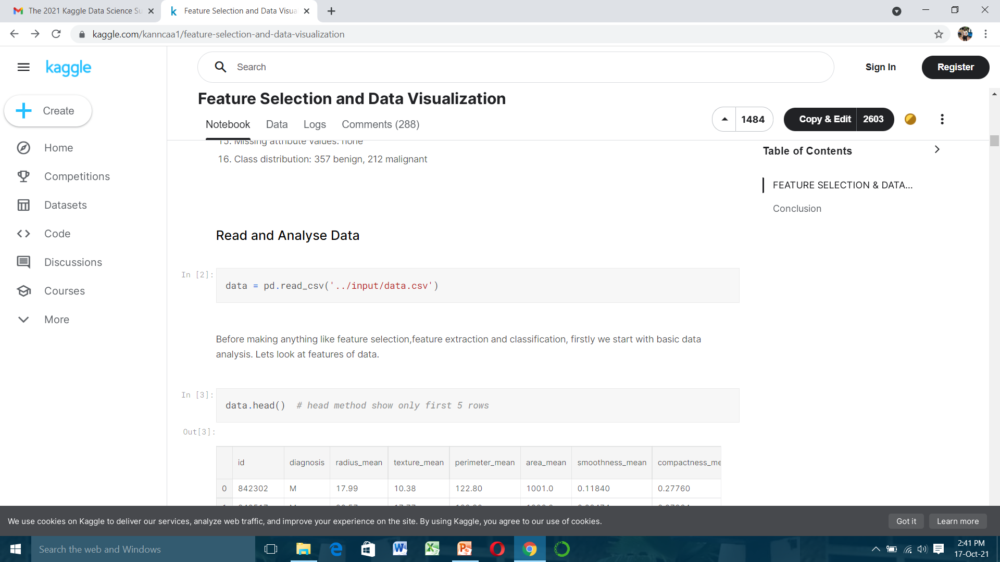 The 2021 Kaggle Data Science Su
Feature Selection and Data Visua
kaggle.com/kanncaa1/feature-selection-and-data-visualization
kaggle
Search
Sign In
Register
Create
Home
Competitions
Datasets
Code
Discussions
Courses
More
Feature Selection and Data Visualization
Notebook Data Logs Comments (288)
1484
Copy & Edit 2603
15. Missing attribute values: none
16. Class distribution: 357 benign, 212 malignant
Table of Contents
FEATURE SELECTION & DATA...
Conclusion
Read and Analyse Data
In [2]:
data = pd.read_csv('../input/data.csv')
Before making anything like feature selection,feature extraction and classification, firstly we start with basic data
analysis. Lets look at features of data.
In [3]:
data.head() # head method show only first 5 rows
Out[3]:
id diagnosis radius_mean texture_mean perimeter_mean area_mean smoothness_mean compactness_me
0 842302 M 17.99 10.38 122.80 1001.0 0.11840 0.27760
We use cookies on Kaggle to deliver our services, analyze web traffic, and improve your experience on the site. By using Kaggle, you agree to our use of cookies.
Got it
Learn more
Search the web and Windows
2:41 PM
17-Oct-21